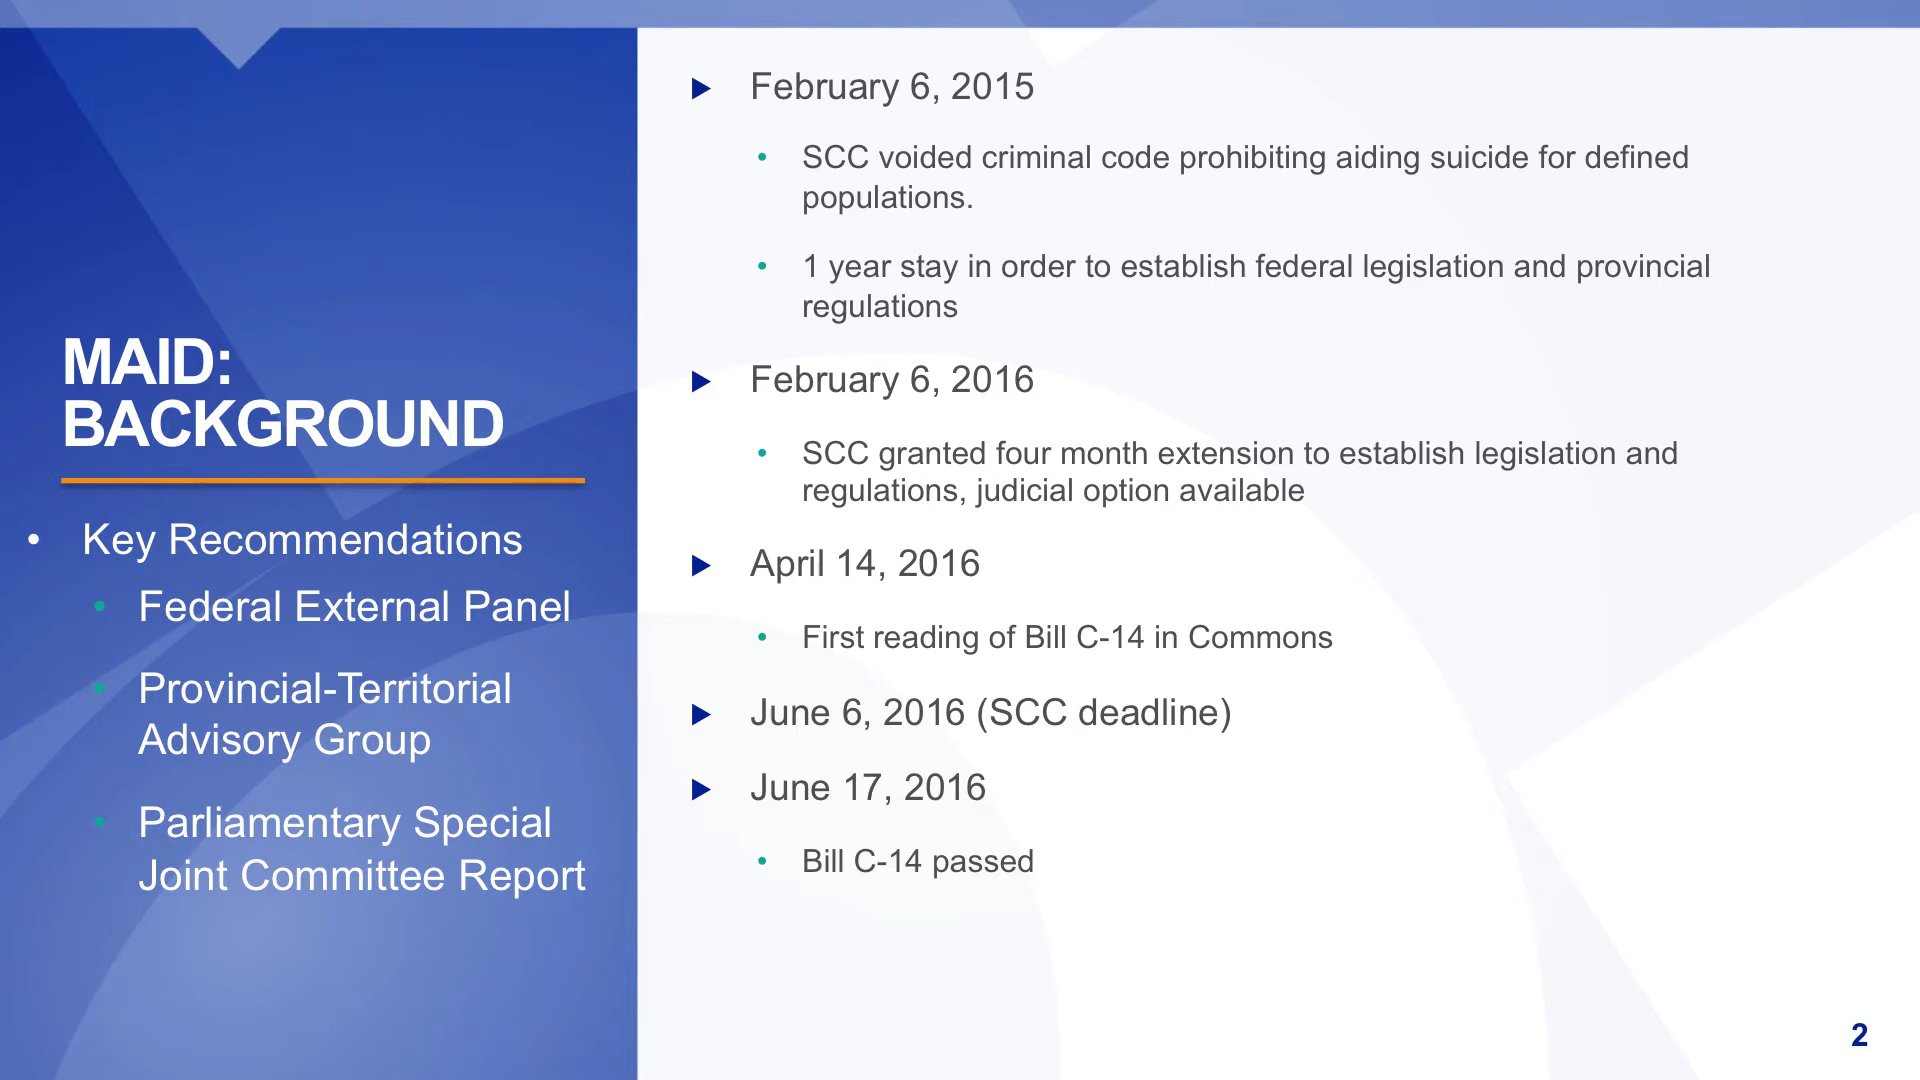 MAID:
BACKGROUND
• Key Recommendations
• Federal External Panel
• Provincial-Territorial
Advisory Group
• Parliamentary Special
Joint Committee Report
▶ February 6, 2015
• SCC voided criminal code prohibiting aiding suicide for defined
populations.
• 1 year stay in order to establish federal legislation and provincial
regulations
▶ February 6, 2016
• SCC granted four month extension to establish legislation and
regulations, judicial option available
▶ April 14, 2016
• First reading of Bill C-14 in Commons
▶ June 6, 2016 (SCC deadline)
▶ June 17, 2016
• Bill C-14 passed
2